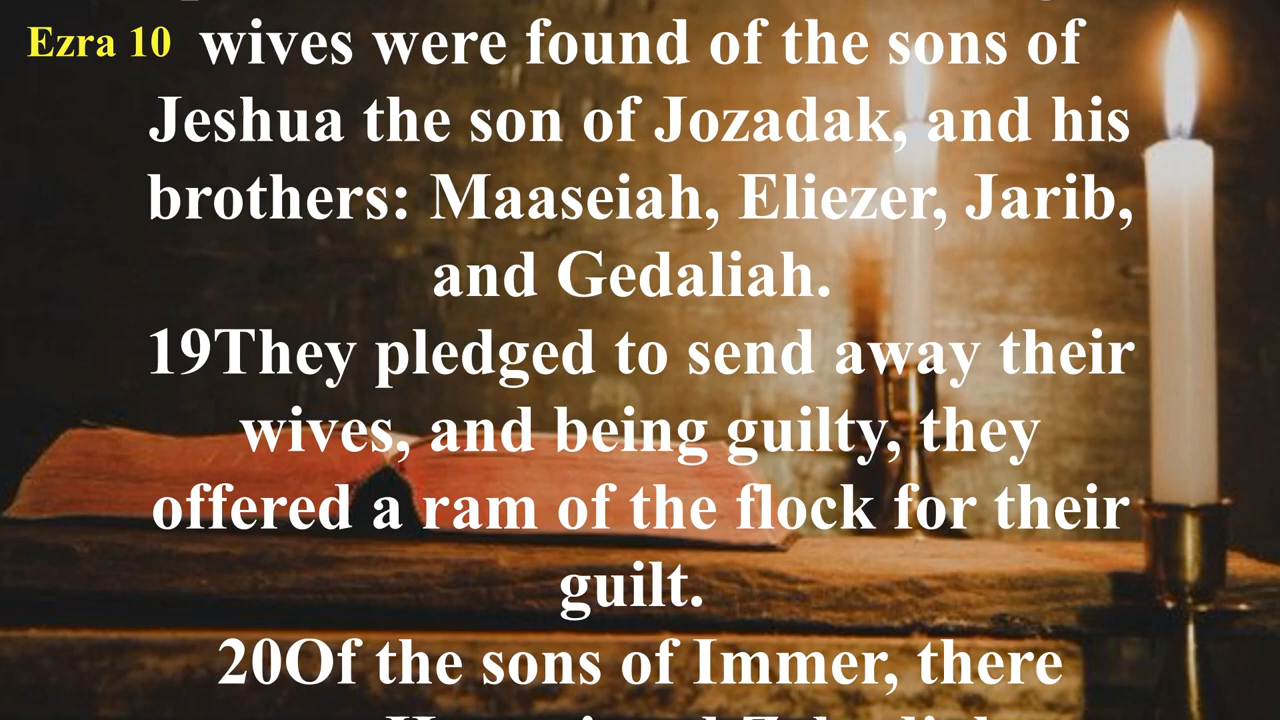 Ezra 10
wives were found of the sons of
Jeshua the son of Jozadak, and his
brothers: Maaseiah, Eliezer, Jarib,
and Gedaliah.
19They pledged to send away their
wives, and being guilty, they
offered a ram of the flock for their
guilt.
20Of the sons of Immer, there